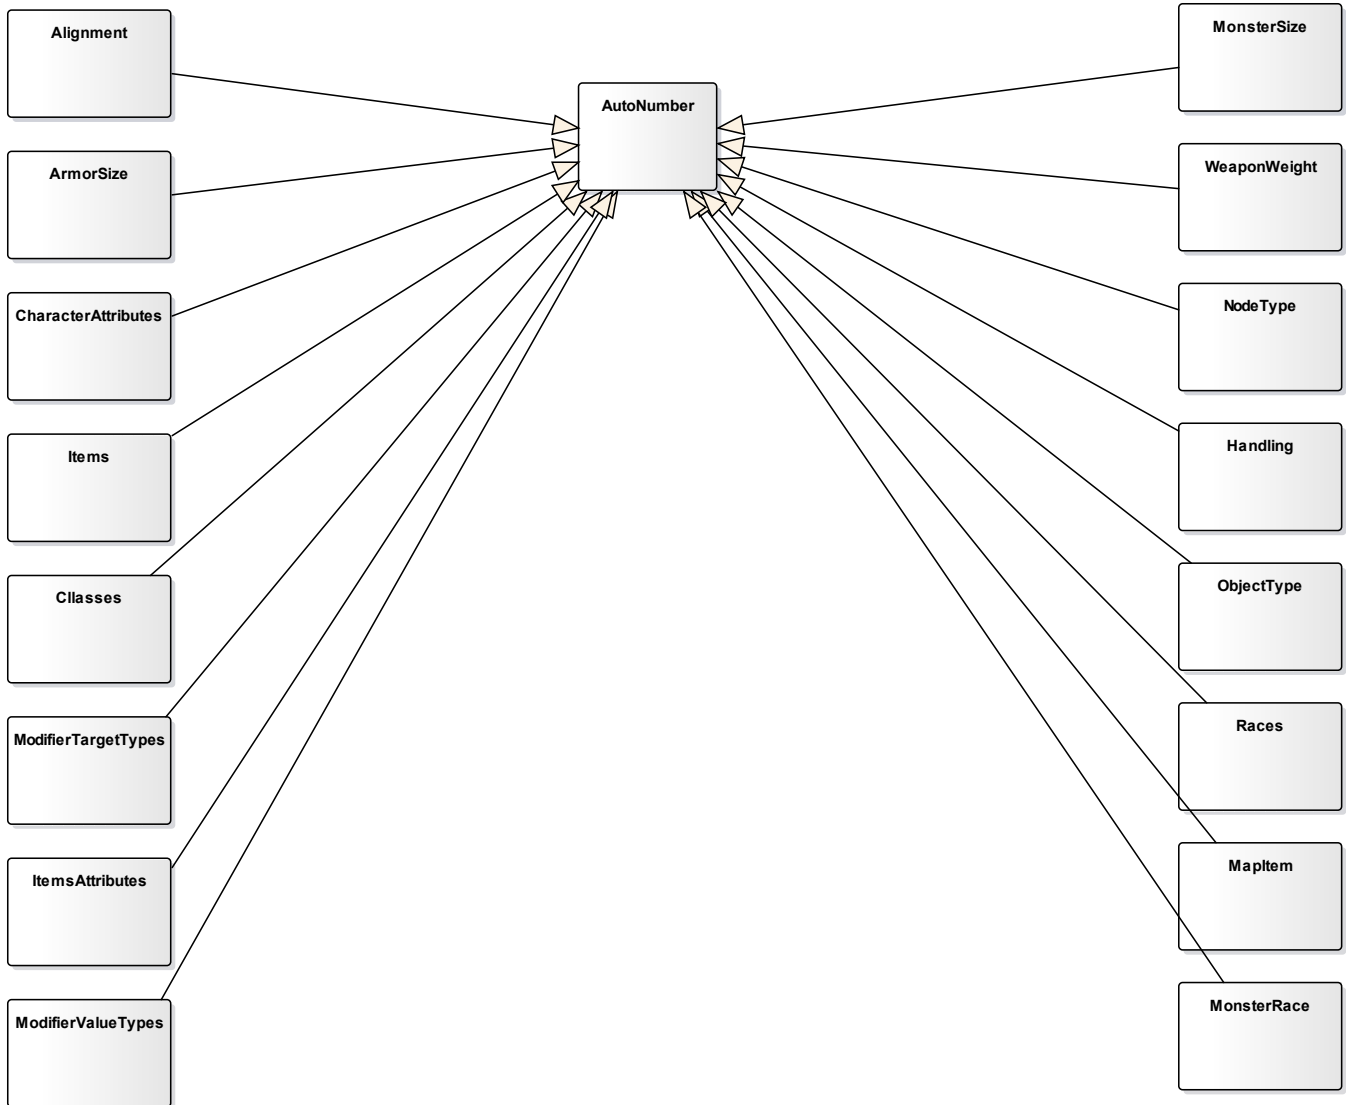 Alignment
ArmorSize
CharacterAttributes
Items
Cllasses
ModifierTargetTypes
ItemsAttributes
ModifierValueTypes
AutoNumber
MonsterSize
WeaponWeight
NodeType
Handling
ObjectType
Races
MapItem
MonsterRace